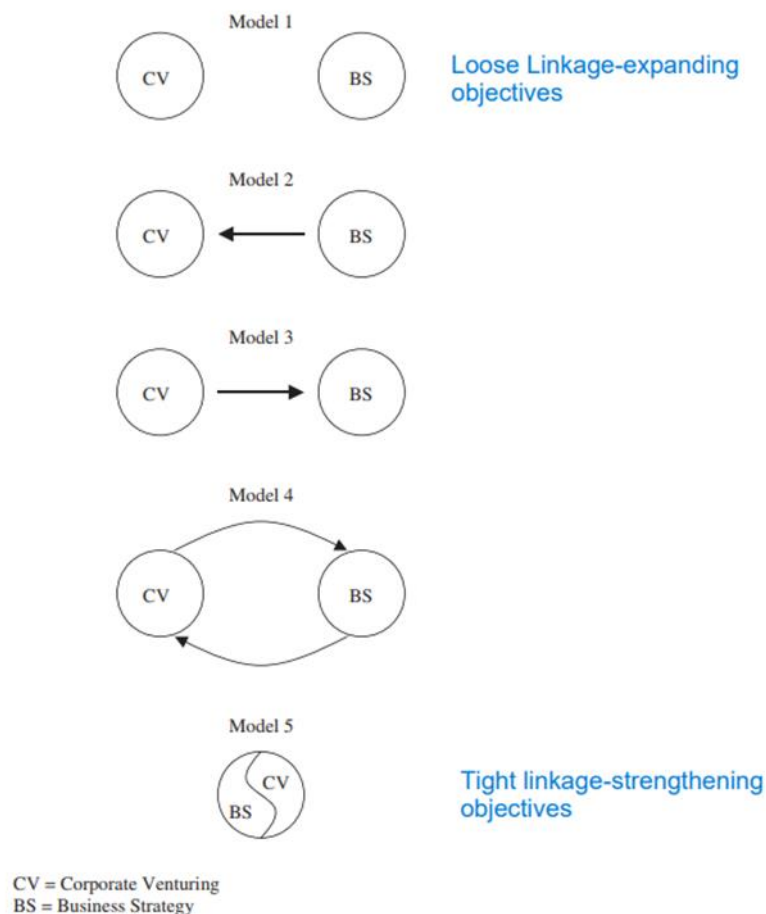 Model 1
CV
BS
Loose Linkage-expanding
objectives
Model 2
CV
BS
Model 3
CV
BS
Model 4
CV
BS
Model 5
CV
BS
Tight linkage-strengthening
objectives
CV = Corporate Venturing
BS = Business Strategy